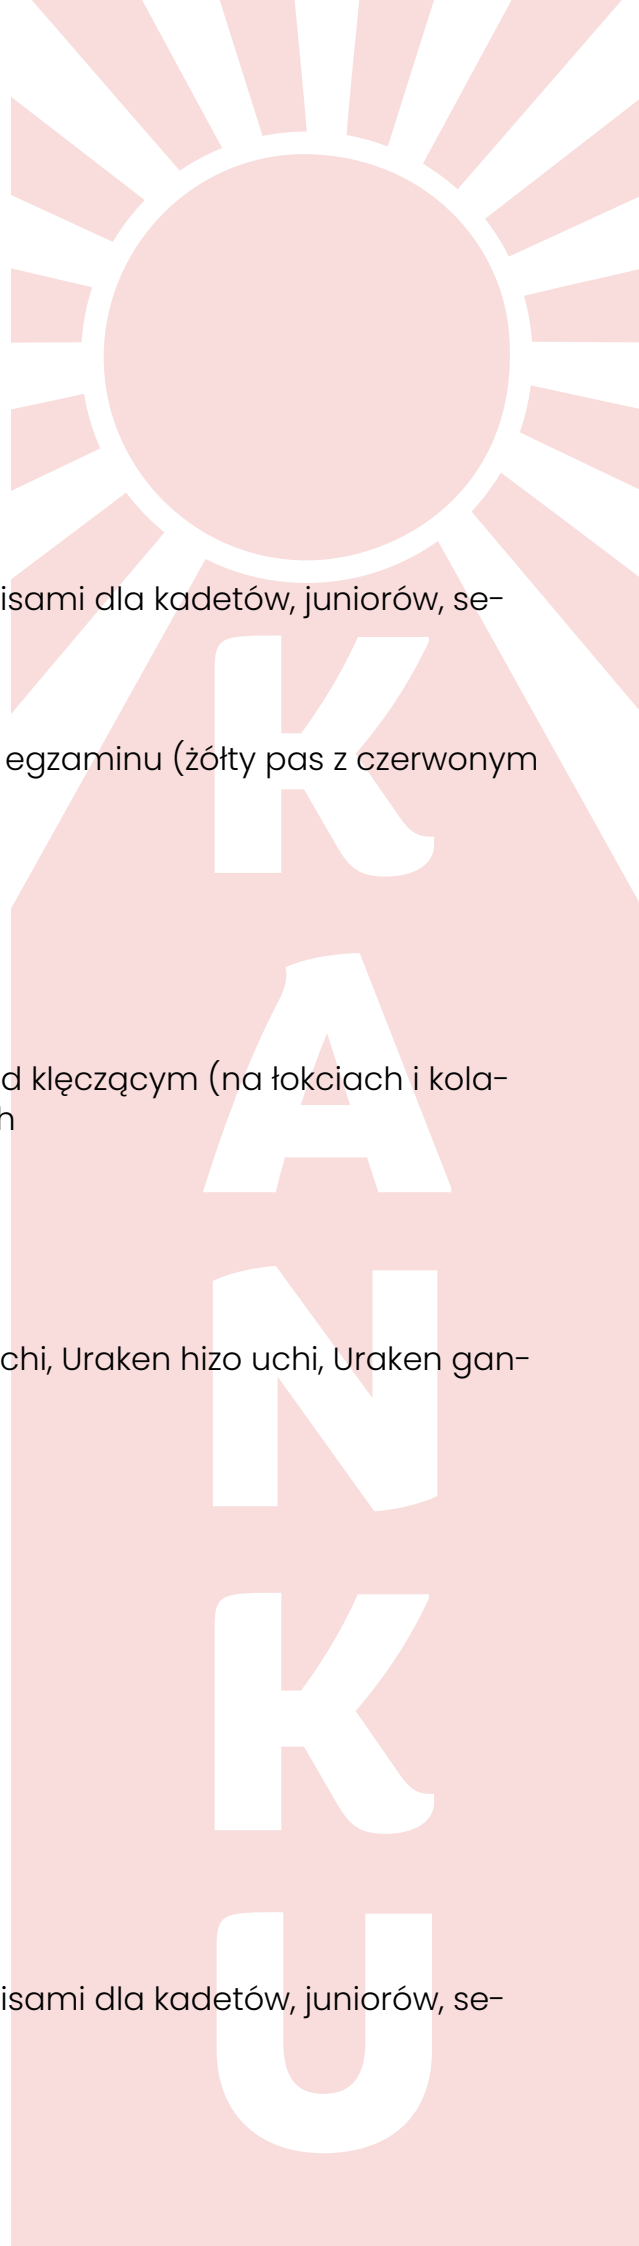 isami dla kadetów, juniorów, se-
K
egzaminu (żółty pas z czerwonym
A
d klęczącym (na łokciach i kola-
h
N
chi, Uraken hizo uchi, Uraken gan-
K
U
isami dla kadetów, juniorów, se-